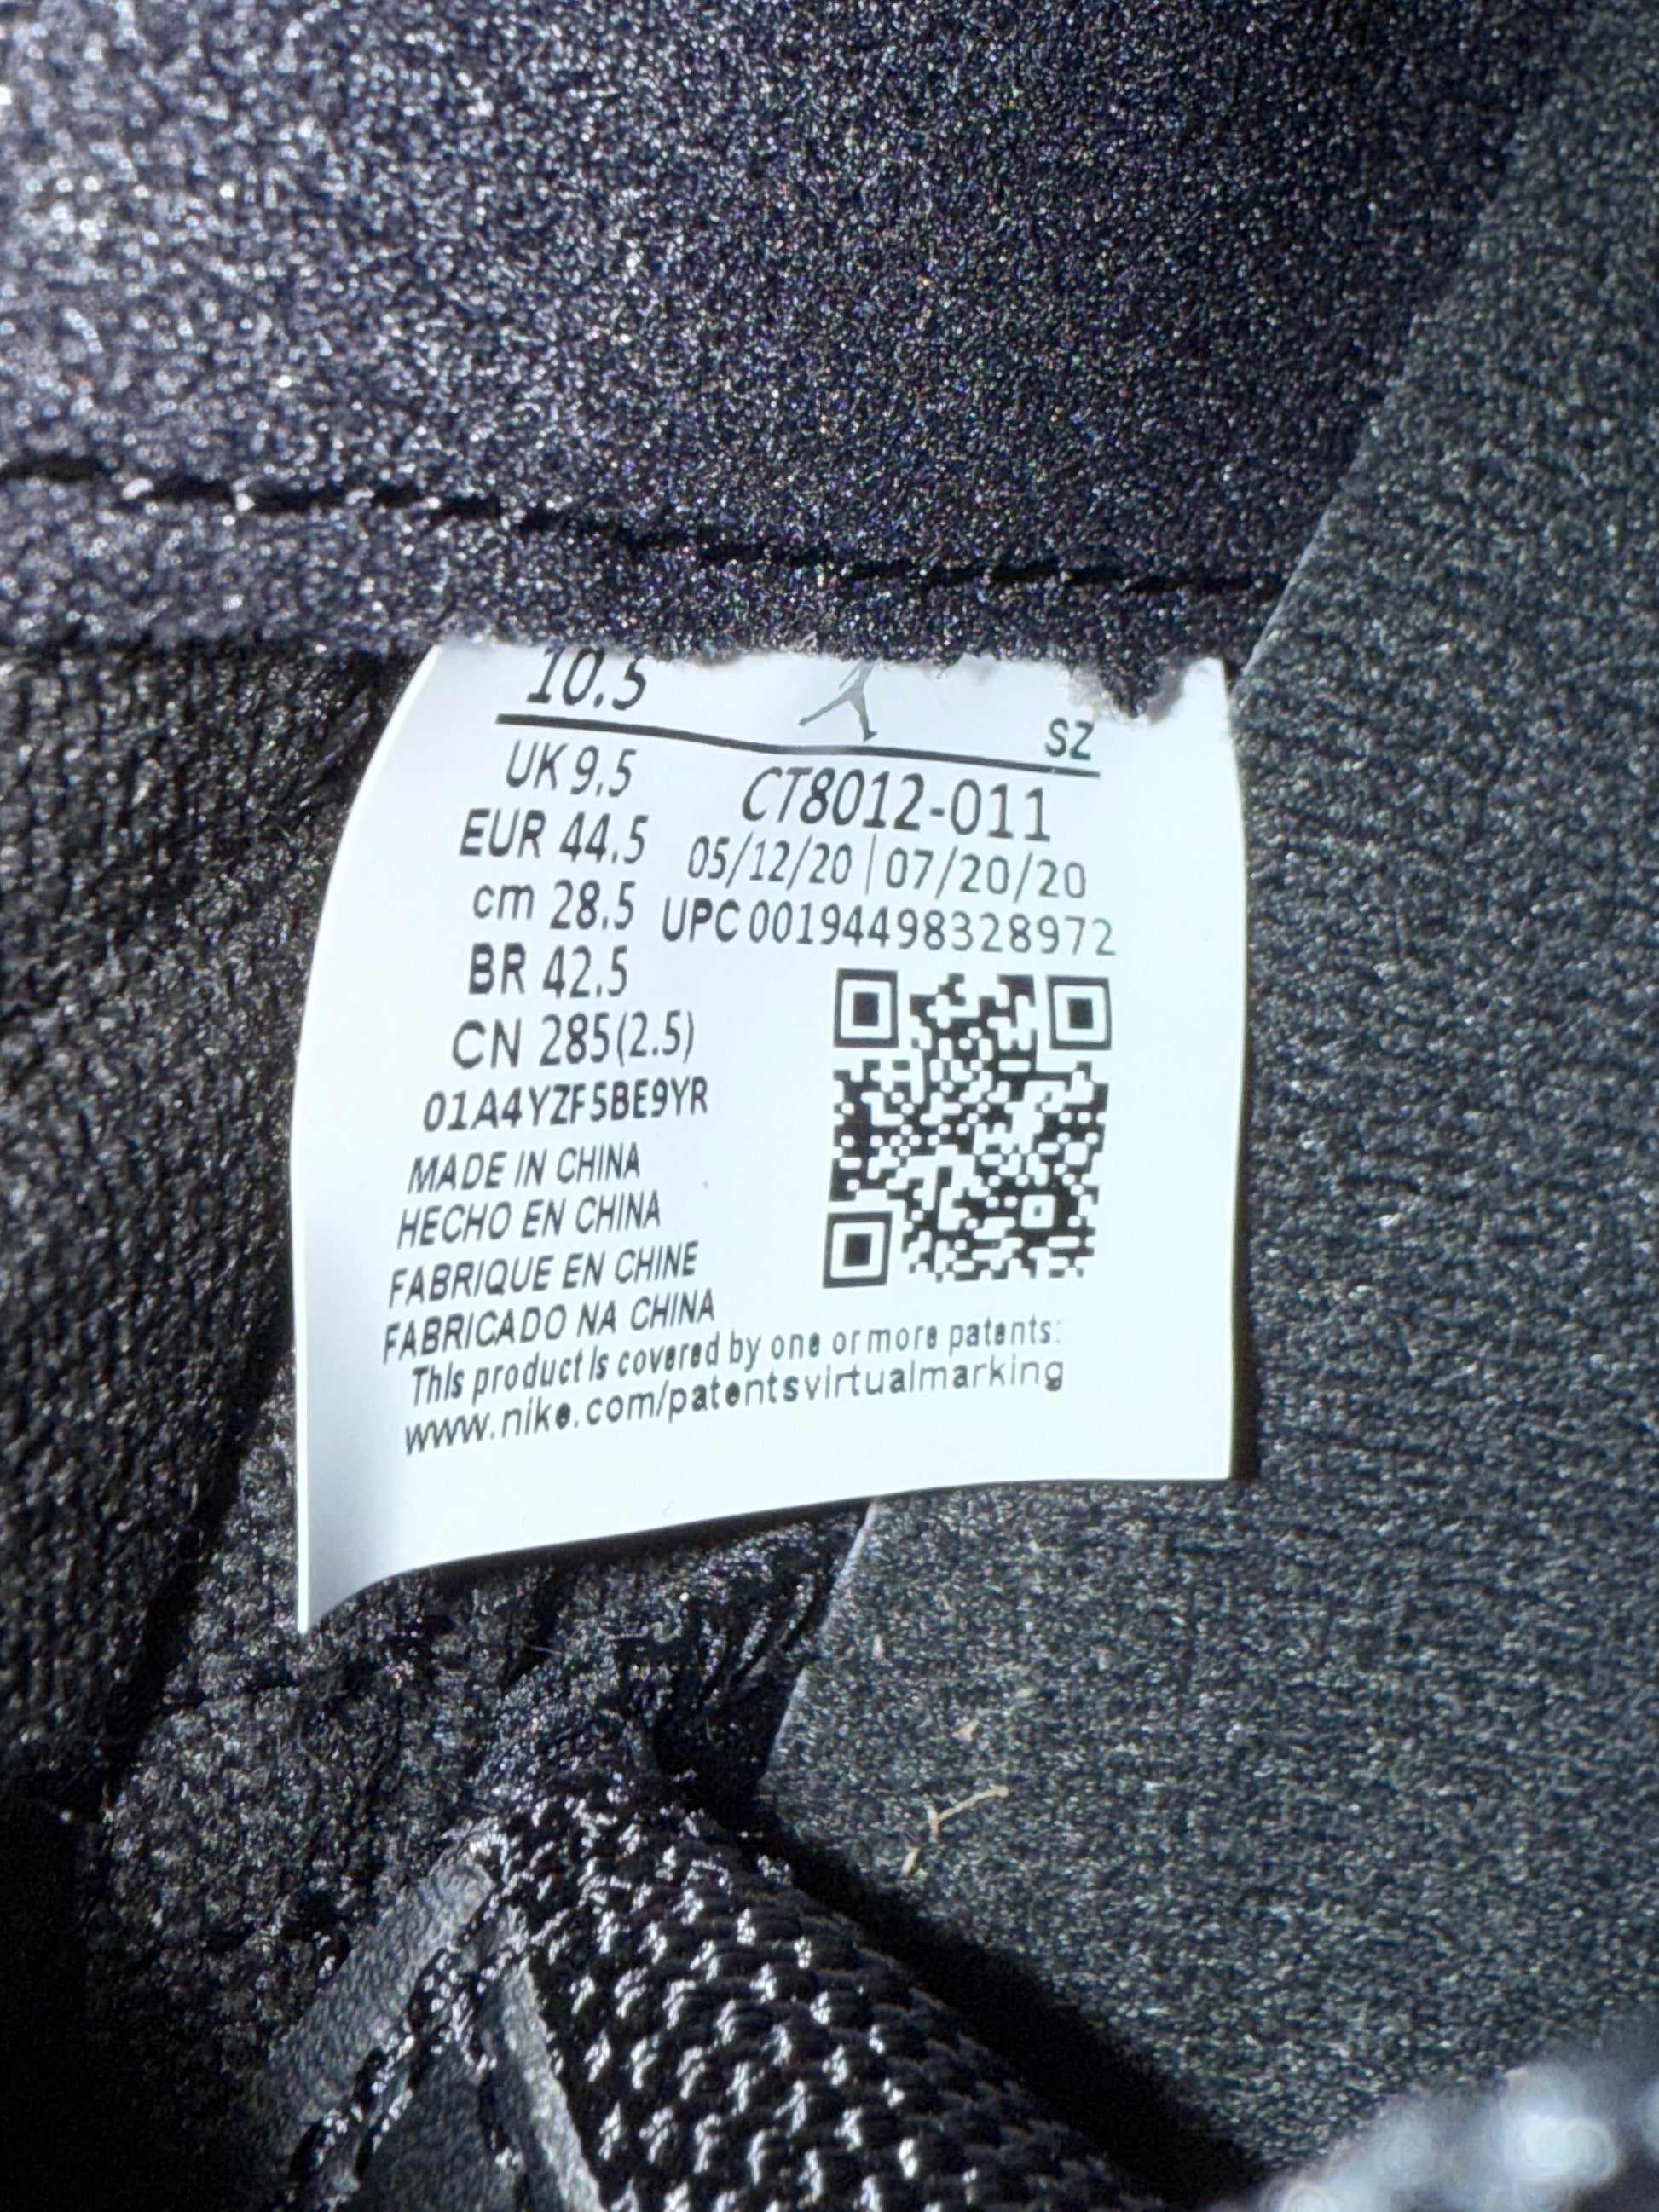 10.5
SZ
UK 9.5
EUR 44.5
cm 28.5
BR 42.5
CN 285(2.5)
01A4YZF5BE9YR
MADE IN CHINA
HECHO EN CHINA
FABRIQUE EN CHINE
FABRICADO NA CHINA
CT8012-011
05/12/20 | 07/20/20
UPC 00194498328972
This product is covered by one or more patents:
www.nike.com/patentsvirtualmarking